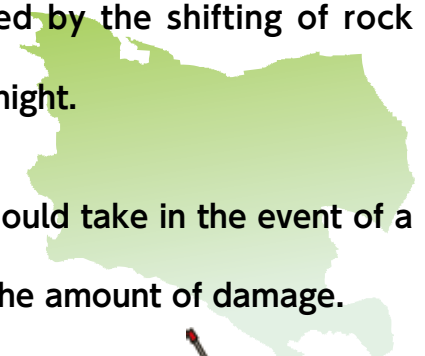 ed by the shifting of rock
night.
ould take in the event of a
he amount of damage.